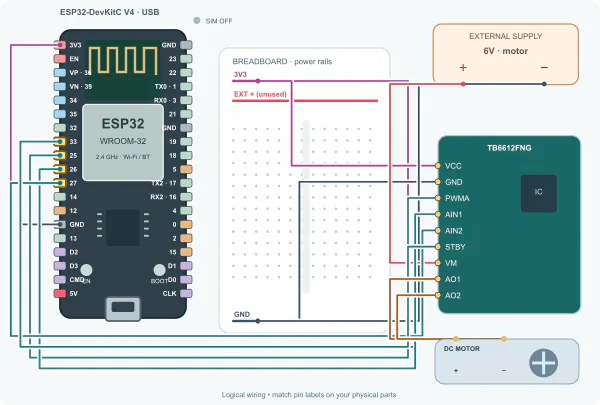 ESP32-DevKitC V4 · USB
SIM OFF
3V3
EN
VP · 36
VN · 39
34
35
32
33
25
26
27
14
12
GND
13
D2
D3
CMD
5V
GND
23
22
TX0 · 1
RX0 · 3
21
GND
19
18
5
TX2 · 17
RX2 · 16
4
0
2
15
D1
D0
CLK
ESP32
WROOM-32
2.4 GHz · Wi-Fi / BT
EN
BOOT
BREADBOARD · power rails
3V3
EXT + (unused)
GND
EXTERNAL SUPPLY
6V · motor
+
−
TB6612FNG
VCC
GND
PWMA
AIN1
AIN2
STBY
VM
AO1
AO2
IC
DC MOTOR
+
−
Logical wiring • match pin labels on your physical parts